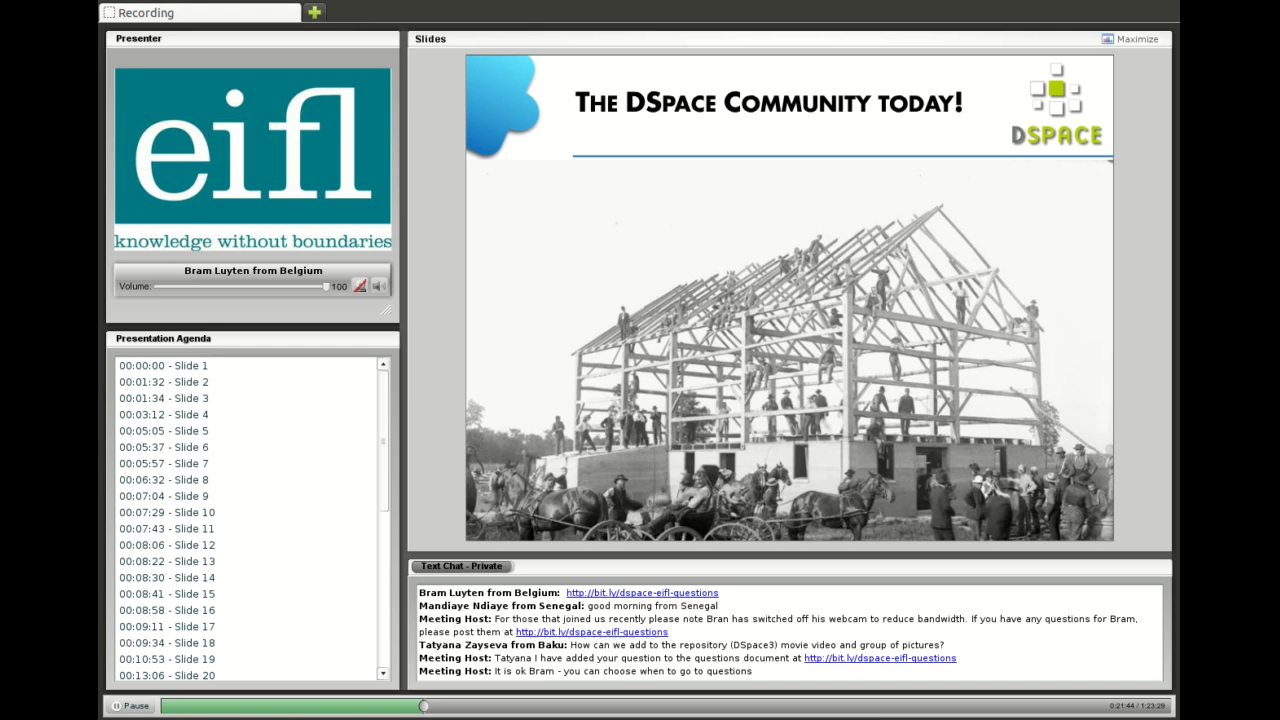 Recording
Presenter
eifl
knowledge without boundaries
Bram Luyten from Belgium
Volume: 100
Presentation Agenda
00:00:00 - Slide 1
00:01:32 - Slide 2
00:01:34 - Slide 3
00:03:12 - Slide 4
00:05:05 - Slide 5
00:05:37 - Slide 6
00:05:57 - Slide 7
00:06:32 - Slide 8
00:07:04 - Slide 9
00:07:29 - Slide 10
00:07:43 - Slide 11
00:08:06 - Slide 12
00:08:22 - Slide 13
00:08:30 - Slide 14
00:08:41 - Slide 15
00:08:58 - Slide 16
00:09:11 - Slide 17
00:09:34 - Slide 18
00:10:53 - Slide 19
00:13:06 - Slide 20
Slides
Maximize
THE DSPACE COMMUNITY TODAY!
DSPACE
Text Chat - Private
Bram Luyten from Belgium: http://bit.ly/dspace-eifl-questions
Mandiaye Ndiaye from Senegal: good morning from Senegal
Meeting Host: For those that joined us recently please note Bran has switched off his webcam to reduce bandwidth. If you have any questions for Bram,
please post them at http://bit.ly/dspace-eifl-questions
Tatyana Zayseva from Baku: How can we add to the repository (DSpace3) movie video and group of pictures?
Meeting Host: Tatyana I have added your question to the questions document at http://bit.ly/dspace-eifl-questions
Meeting Host: It is ok Bram - you can choose when to go to questions
Pause
0:21:44 / 1:23:29